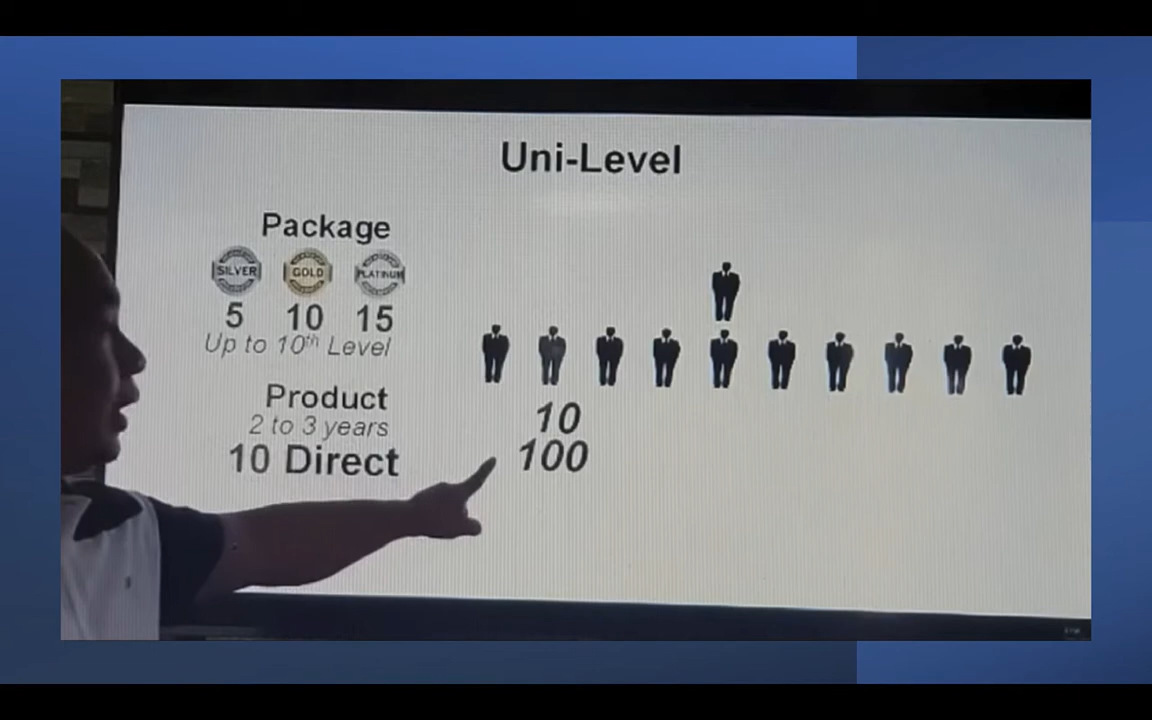 Uni-Level
Package
SILVER GOLD PLATINUM
5 10 15
Up to 10th Level
Product
2 to 3 years
10 Direct
10
100